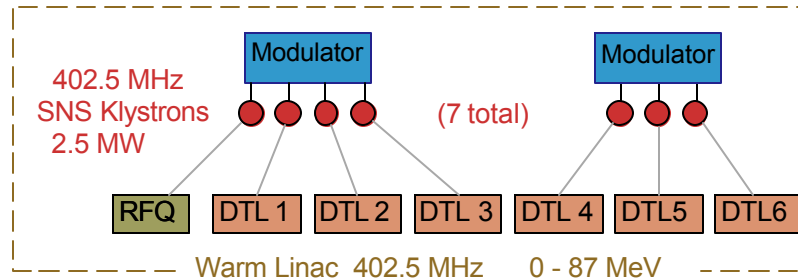 Modulator
Modulator
402.5 MHz
SNS Klystrons
2.5 MW
(7 total)
RFQ
DTL 1
DTL 2
DTL 3
DTL 4
DTL5
DTL6
Warm Linac 402.5 MHz 0 - 87 MeV